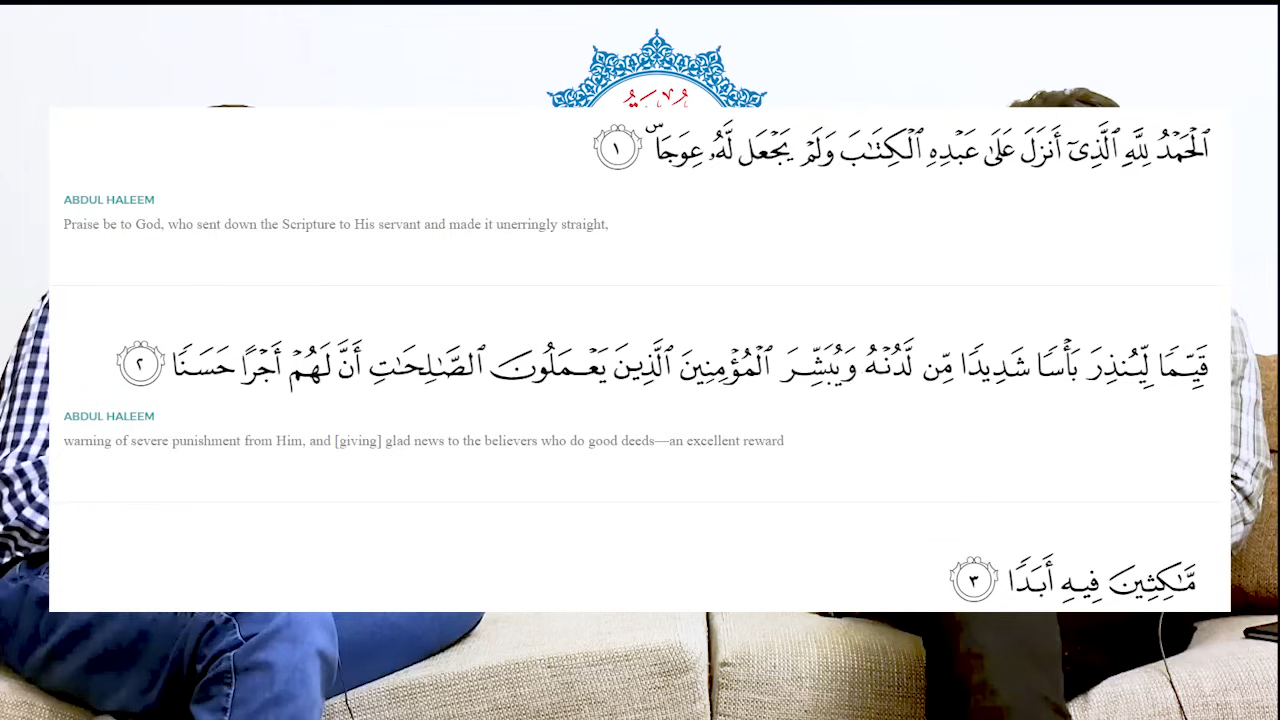 ٱلْحَمْدُ لِلَّهِ ٱلَّذِىٓ أَنزَلَ عَلَىٰ عَبْدِهِ ٱلْكِتَـٰبَ وَلَمْ يَجْعَل لَّهُۥ عِوَجَاۜ ١
ABDUL HALEEM
Praise be to God, who sent down the Scripture to His servant and made it unerringly straight,
قَيِّمًا لِّيُنذِرَ بَأْسًا شَدِيدًا مِّن لَّدُنْهُ وَيُبَشِّرَ ٱلْمُؤْمِنِينَ ٱلَّذِينَ يَعْمَلُونَ ٱلصَّـٰلِحَـٰتِ أَنَّ لَهُمْ أَجْرًا حَسَنًا ٢
ABDUL HALEEM
warning of severe punishment from Him, and [giving] glad news to the believers who do good deeds—an excellent reward
مَّـٰكِثِينَ فِيهِ أَبَدًا ٣